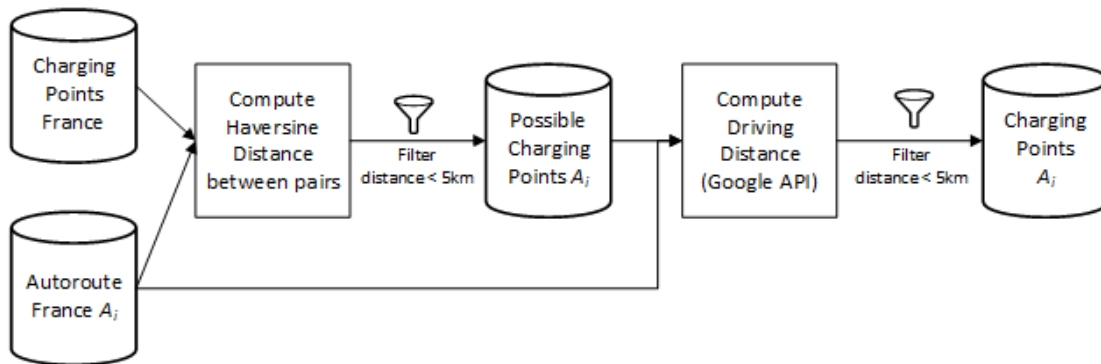 Charging
Points
France
Autoroute
France Ai
Compute
Haversine
Distance
between pairs
Filter
distance < 5km
Possible
Charging
Points Ai
Compute
Driving
Distance
(Google API)
Filter
distance < 5km
Charging
Points
Ai